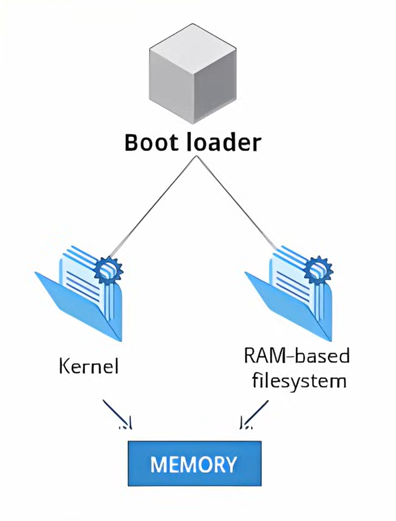 Boot loader
Kernel
RAM-based
filesystem
MEMORY